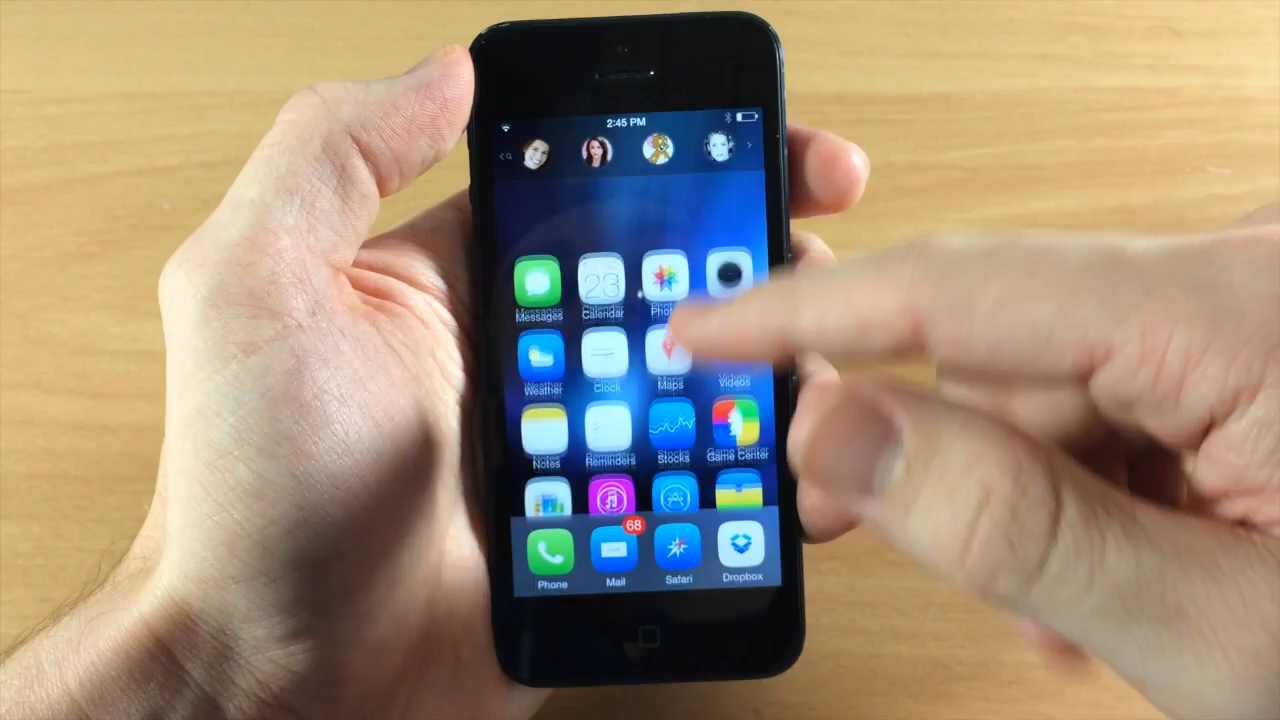 2:45 PM
23
Messages Calendar Photos
Weather Clock Maps Videos
Notes Reminders Stocks Game Center
68
Phone Mail Safari Dropbox